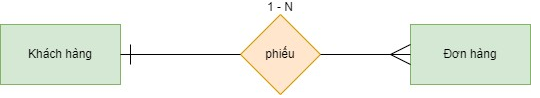 1 - N
Khách hàng
phiếu
Đơn hàng